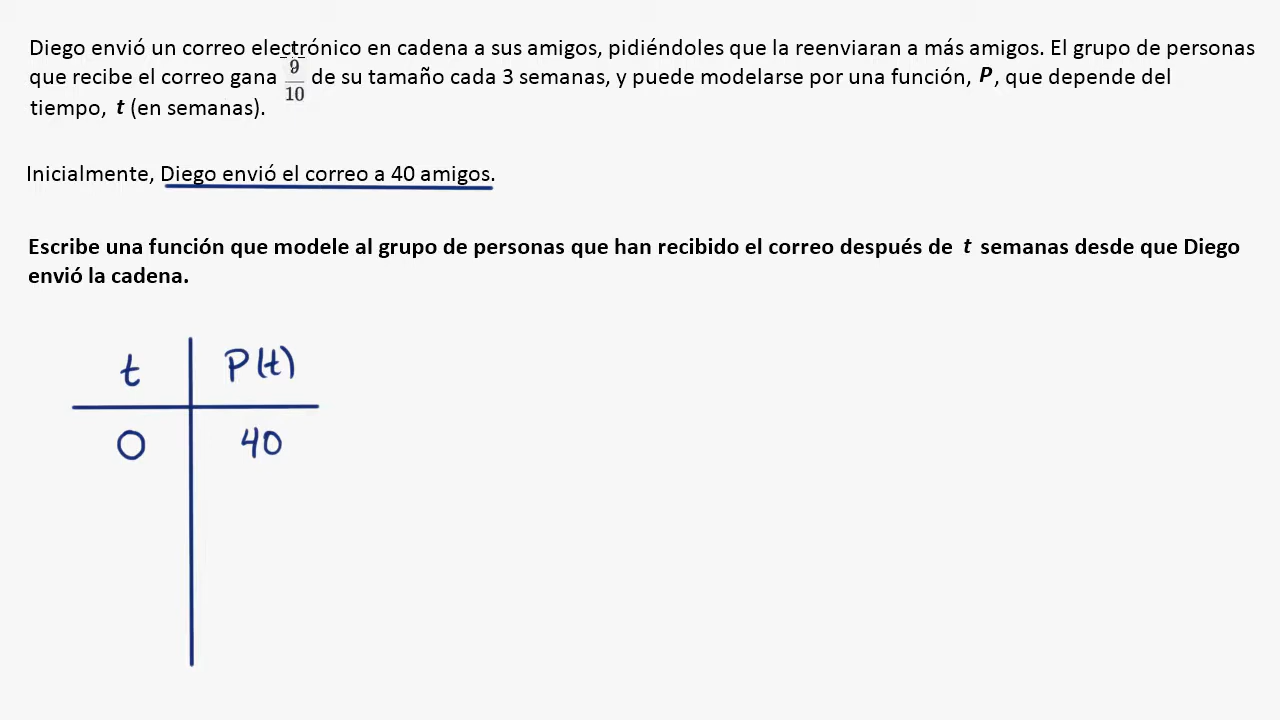 Diego envió un correo electrónico en cadena a sus amigos, pidiéndoles que la reenviaran a más amigos. El grupo de personas
que recibe el correo gana 9/10 de su tamaño cada 3 semanas, y puede modelarse por una función, P, que depende del
tiempo, t (en semanas).
Inicialmente, Diego envió el correo a 40 amigos.
Escribe una función que modele al grupo de personas que han recibido el correo después de t semanas desde que Diego
envió la cadena.
t P(t)
0 40